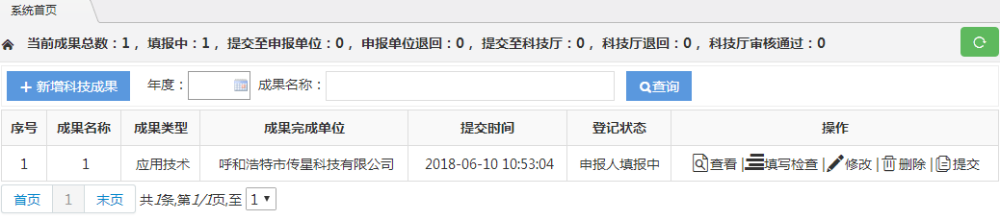 系统首页
当前成果总数：1 ，填报中：1 ，提交至申报单位：0 ，申报单位退回：0 ，提交至科技厅：0 ，科技厅退回：0 ，科技厅审核通过：0
新增科技成果 年度： 成果名称： 查询
序号 成果名称 成果类型 成果完成单位 提交时间 登记状态 操作
1 1 应用技术 呼和浩特市传星科技有限公司 2018-06-10 10:53:04 申报人填报中 查看 | 填写检查 | 修改 | 删除 | 提交
首页 1 末页 共1条,第1/1页,至 1